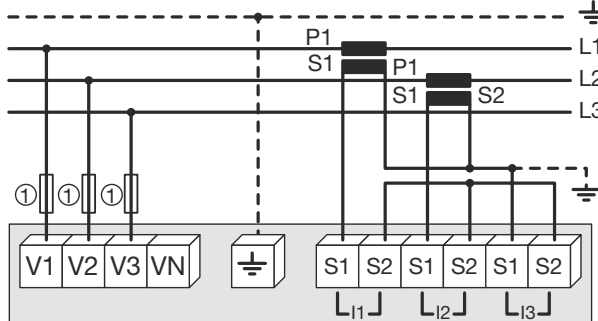 P1
L1
S1
P1
L2
S1
S2
L3
① ① ①
V1 V2 V3 VN
S1 S2 S1 S2 S1 S2
I1 I2 I3